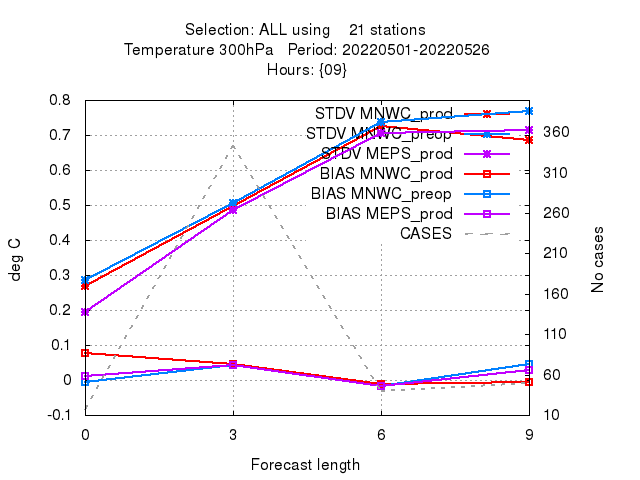 Selection: ALL using    21 stations
Temperature 300hPa   Period: 20220501-20220526
Hours: {09}
STDV MNWC_prod
STDV MNWC_preop
STDV MEPS_prod
BIAS MNWC_prod
BIAS MNWC_preop
BIAS MEPS_prod
CASES
deg C
0.8
0.7
0.6
0.5
0.4
0.3
0.2
0.1
0
-0.1
No cases
360
310
260
210
160
110
60
10
0 3 6 9
Forecast length